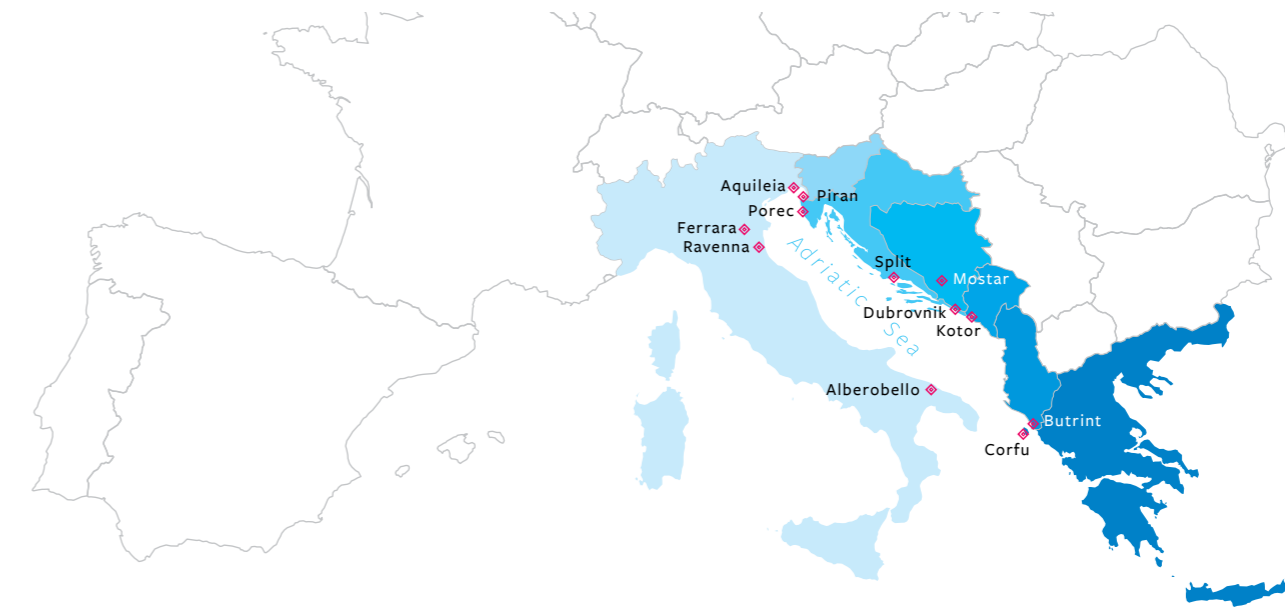 Aquileia
Piran
Porec
Ferrara
Ravenna
Adriatic Sea
Split
Mostar
Dubrovnik
Kotor
Alberobello
Butrint
Corfu